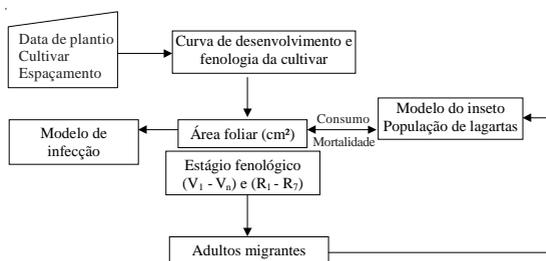 Data de plantio
Cultivar
Espaçamento
Curva de desenvolvimento e
fenologia da cultivar
Modelo de
infecção
Área foliar (cm²)
Consumo
Mortalidade
Modelo do inseto
População de lagartas
Estágio fenológico
(V₁ - Vₙ) e (R₁ - R₇)
Adultos migrantes